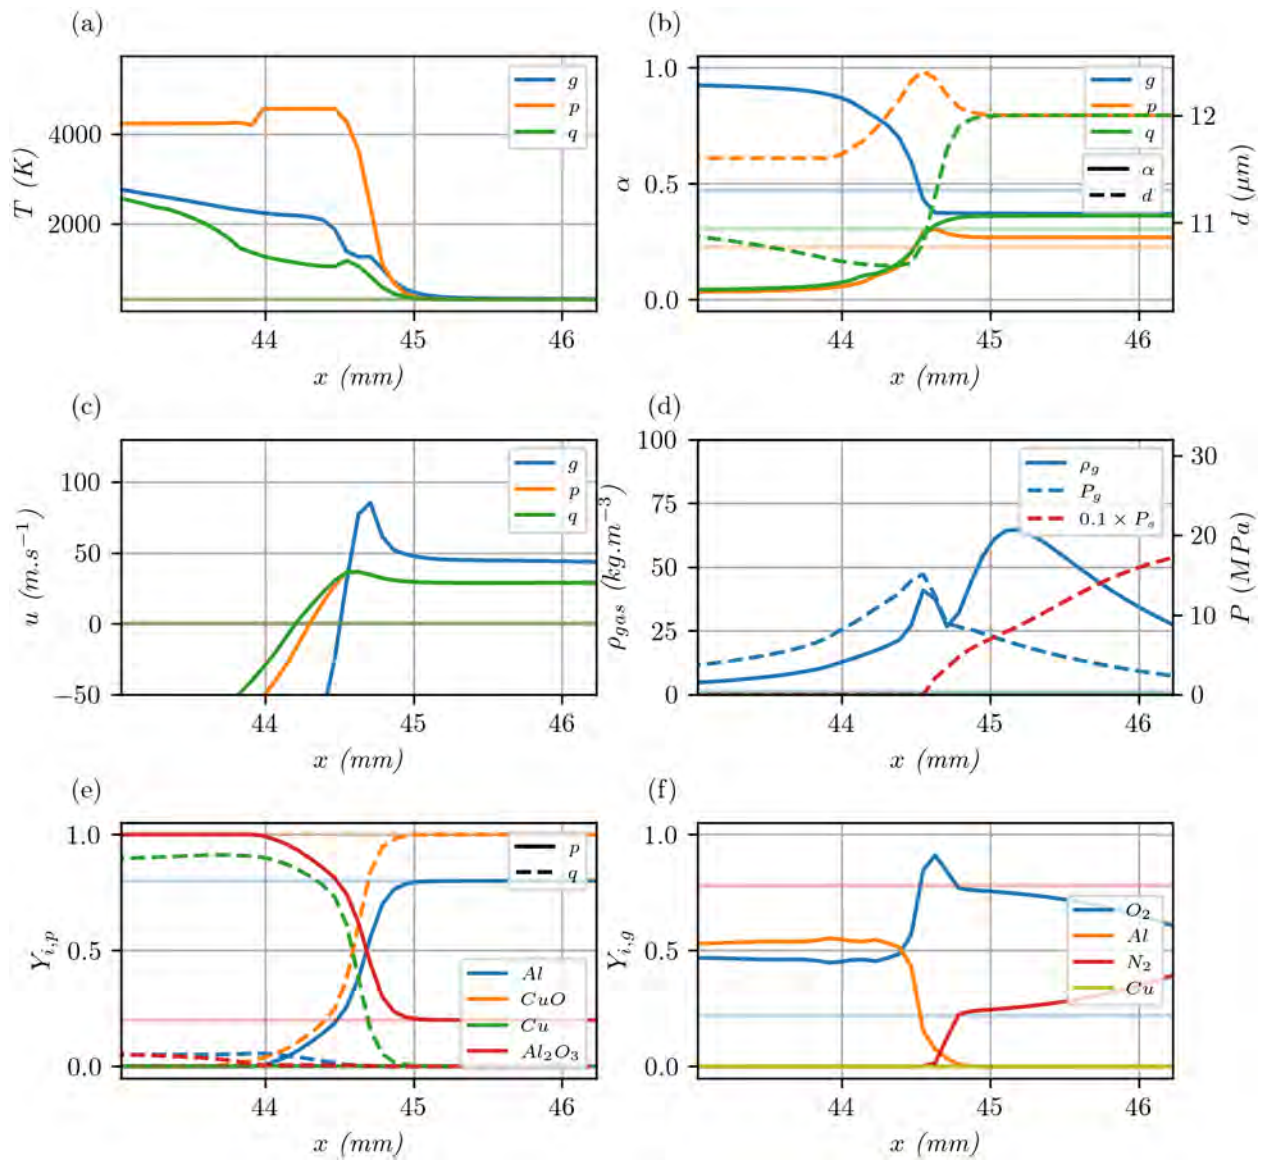 (a)
(b)
T (K)
4000
2000
g
p
q
44
45
46
x (mm)
α
1.0
0.5
0.0
g
p
q
α
d
12
11
d (μm)
44
45
46
x (mm)
(c)
(d)
u (m.s⁻¹)
100
50
0
−50
g
p
q
44
45
46
x (mm)
ρgas (kg.m⁻³)
100
75
50
25
0
ρg
Pg
0.1 × Ps
30
20
10
0
P (MPa)
44
45
46
x (mm)
(e)
(f)
Yi,p
1.0
0.5
0.0
p
q
Al
CuO
Cu
Al₂O₃
44
45
46
x (mm)
Yi,g
1.0
0.5
0.0
O₂
Al
N₂
Cu
44
45
46
x (mm)